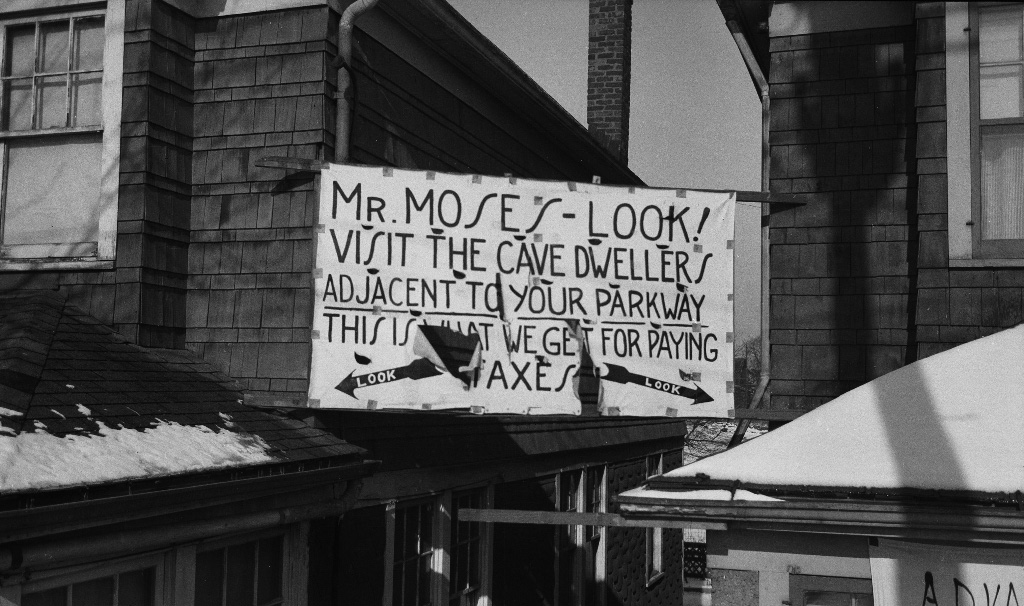 MR. MOSES - LOOK!
VISIT THE CAVE DWELLERS
ADJACENT TO YOUR PARKWAY
THIS IS WHAT WE GET FOR PAYING
LOOK TAXES LOOK
ADVA